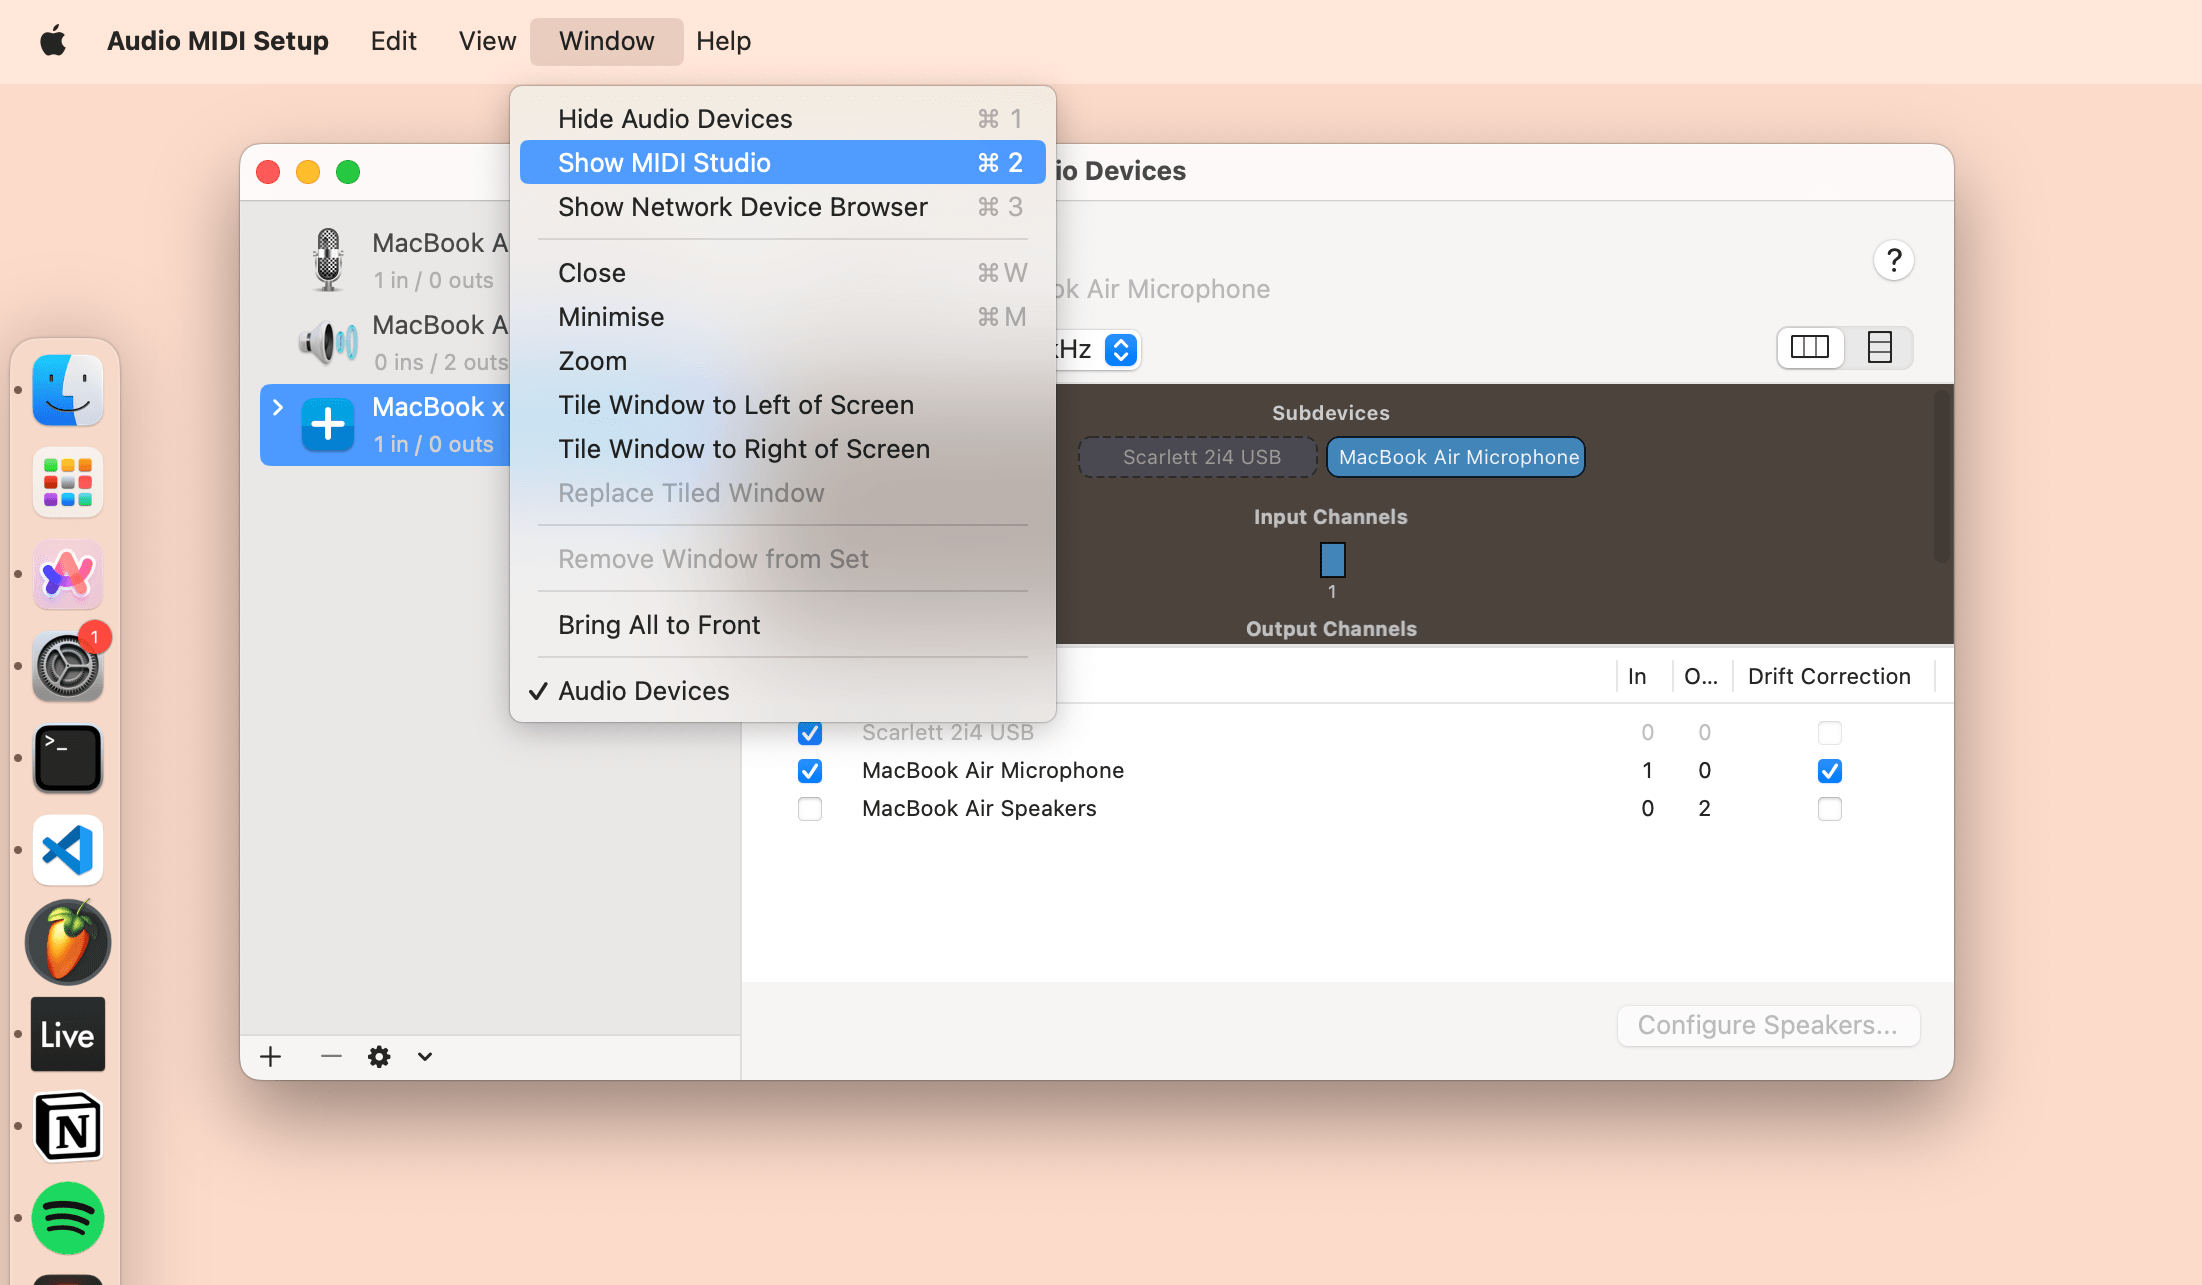 Audio MIDI Setup Edit View Window Help
Hide Audio Devices ⌘ 1
Show MIDI Studio ⌘ 2
Show Network Device Browser ⌘ 3
Close ⌘ W
Minimise ⌘ M
Zoom
Tile Window to Left of Screen
Tile Window to Right of Screen
Replace Tiled Window
Remove Window from Set
Bring All to Front
✓ Audio Devices
io Devices
MacBook A
1 in / 0 outs
MacBook A
0 ins / 2 outs
MacBook x
1 in / 0 outs
ok Air Microphone
?
kHz
Subdevices
Scarlett 2i4 USB MacBook Air Microphone
Input Channels
1
Output Channels
In O... Drift Correction
Scarlett 2i4 USB 0 0
MacBook Air Microphone 1 0
MacBook Air Speakers 0 2
Configure Speakers...
1
>_
Live
N